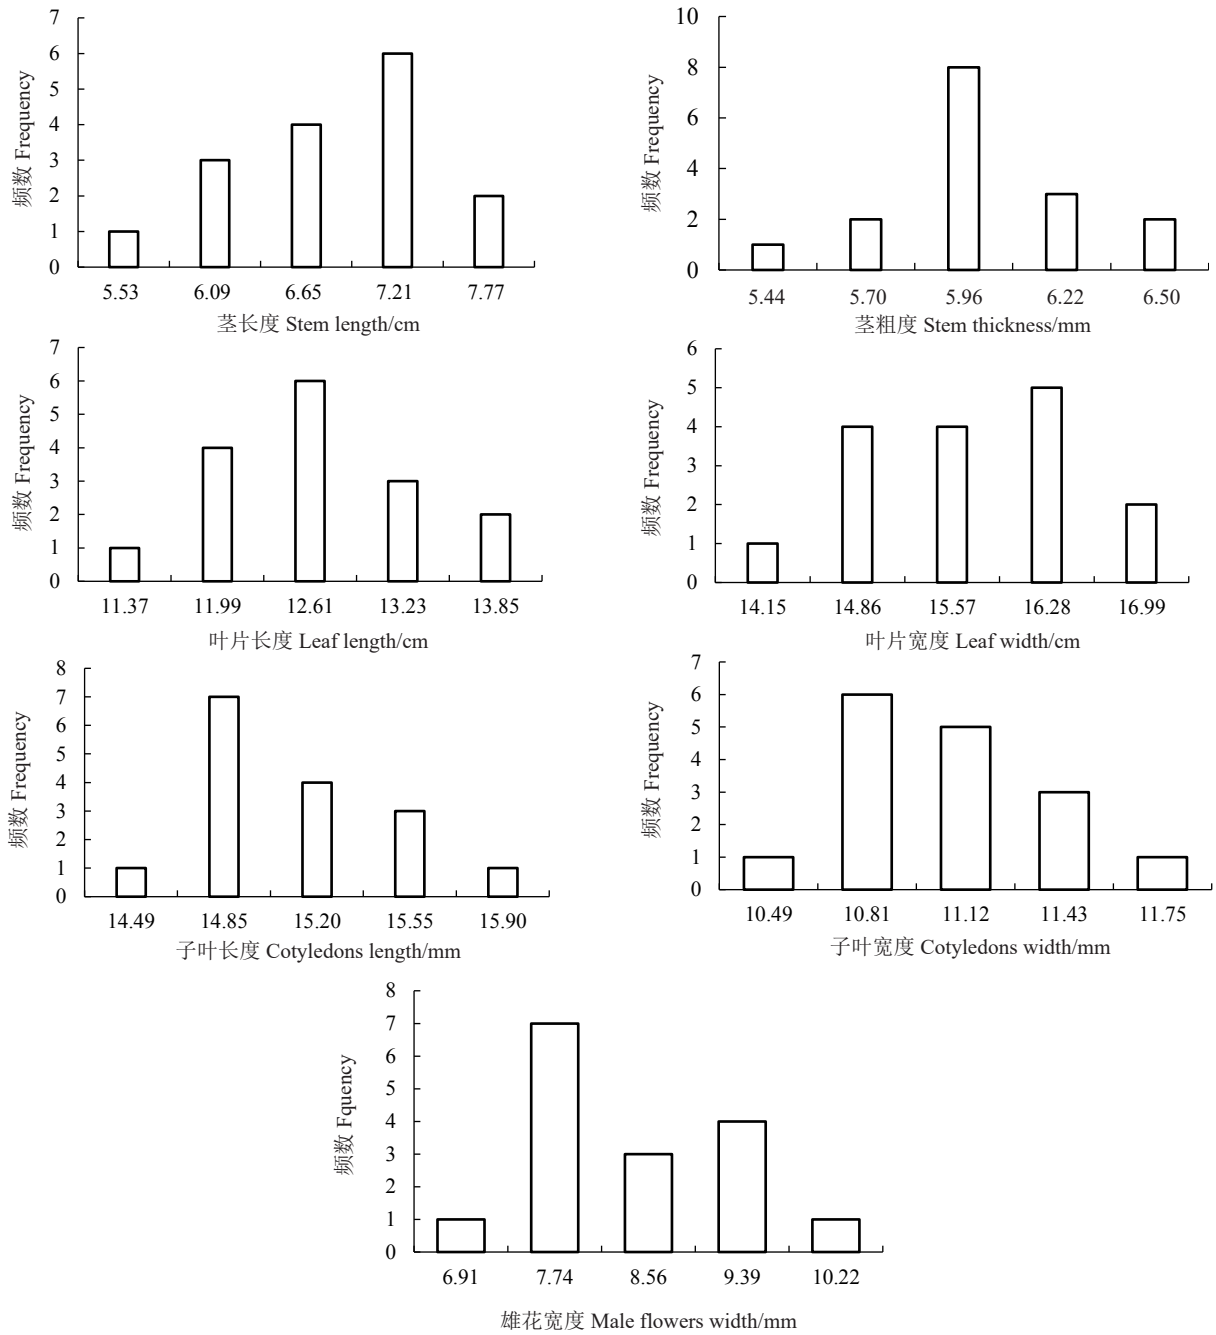 7
6
5
4
3
2
1
0
频数 Frequency
5.53 6.09 6.65 7.21 7.77
茎长度 Stem length/cm
10
8
6
4
2
0
频数 Frequency
5.44 5.70 5.96 6.22 6.50
茎粗度 Stem thickness/mm
7
6
5
4
3
2
1
0
频数 Frequency
11.37 11.99 12.61 13.23 13.85
叶片长度 Leaf length/cm
6
5
4
3
2
1
0
频数 Frequency
14.15 14.86 15.57 16.28 16.99
叶片宽度 Leaf width/cm
8
7
6
5
4
3
2
1
0
频数 Frequency
14.49 14.85 15.20 15.55 15.90
子叶长度 Cotyledons length/mm
7
6
5
4
3
2
1
0
频数 Frequency
10.49 10.81 11.12 11.43 11.75
子叶宽度 Cotyledons width/mm
8
7
6
5
4
3
2
1
0
频数 Fquency
6.91 7.74 8.56 9.39 10.22
雄花宽度 Male flowers width/mm